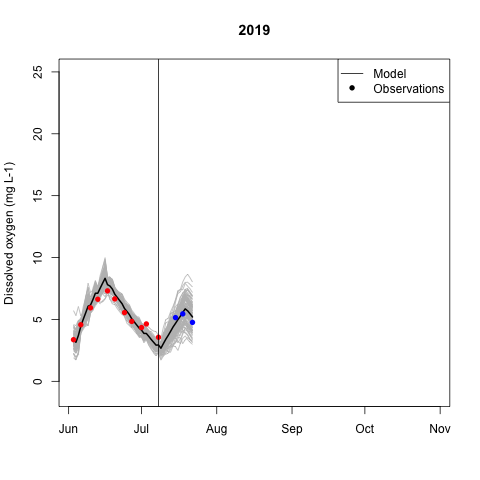 2019
Model
Observations
Dissolved oxygen (mg L-1)
25
20
15
10
5
0
Jun Jul Aug Sep Oct Nov